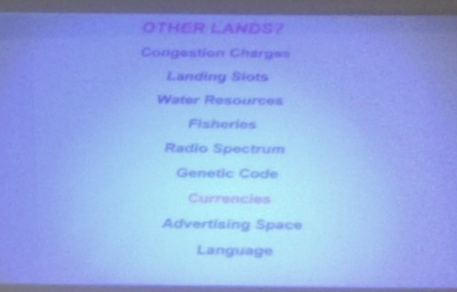 OTHER LANDS?
Congestion Charges
Landing Slots
Water Resources
Fisheries
Radio Spectrum
Genetic Code
Currencies
Advertising Space
Language